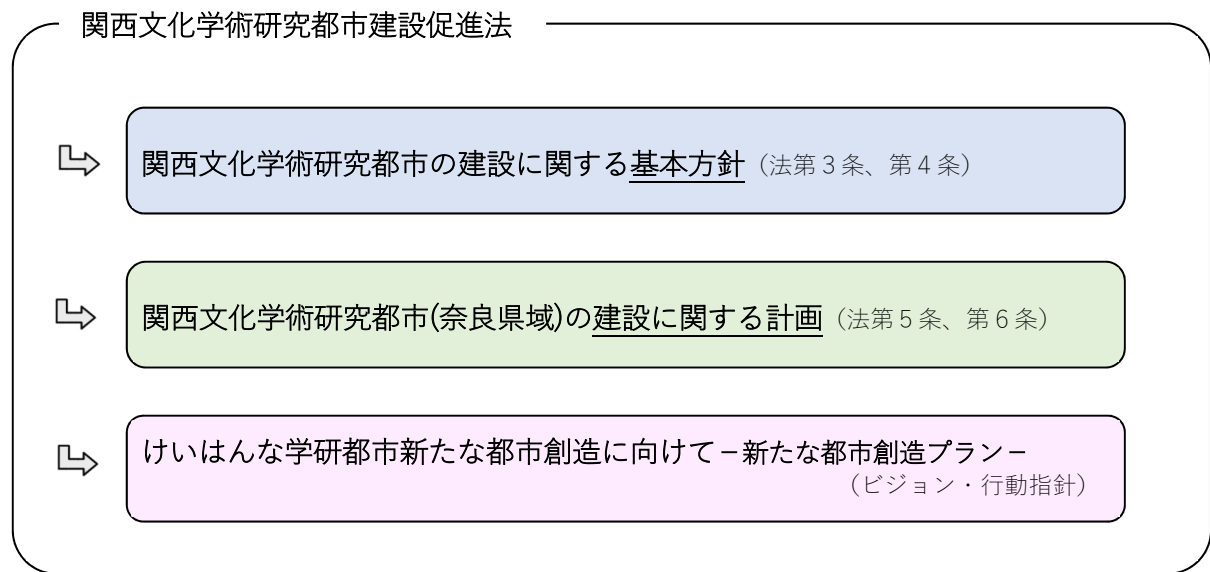 関西文化学術研究都市建設促進法
関西文化学術研究都市の建設に関する基本方針（法第３条、第４条）
関西文化学術研究都市(奈良県域)の建設に関する計画（法第５条、第６条）
けいはんな学研都市新たな都市創造に向けて－新たな都市創造プラン－
（ビジョン・行動指針）